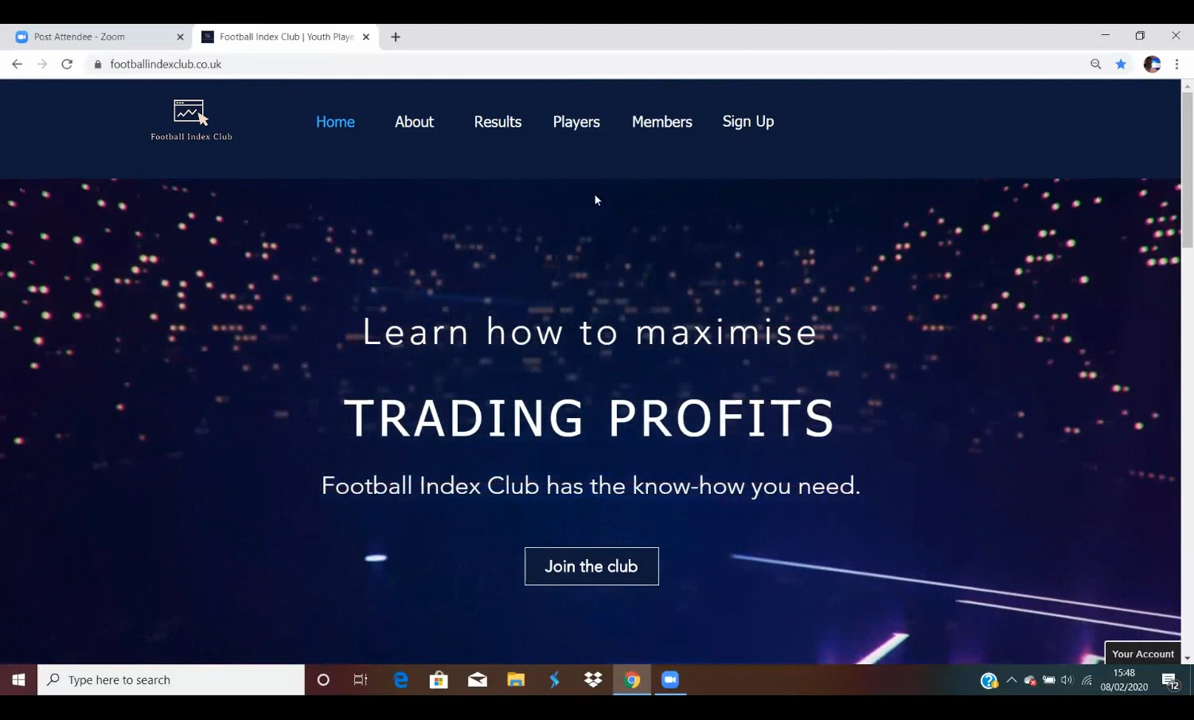 Post Attendee - Zoom
Football Index Club | Youth Playe
footballindexclub.co.uk
Football Index Club
Home
About
Results
Players
Members
Sign Up
Learn how to maximise
TRADING PROFITS
Football Index Club has the know-how you need.
Join the club
Your Account
Type here to search
15:48
08/02/2020
12